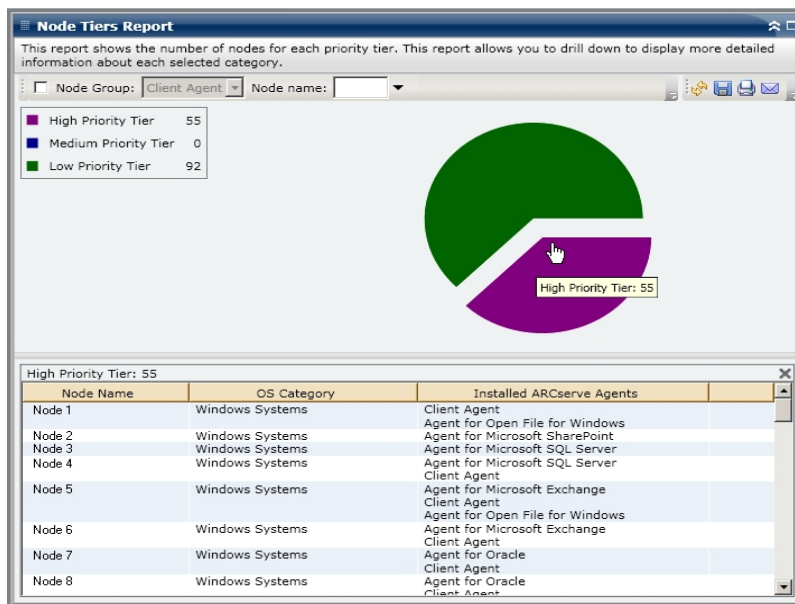 Node Tiers Report
This report shows the number of nodes for each priority tier. This report allows you to drill down to display more detailed
information about each selected category.
Node Group: Client Agent Node name:
High Priority Tier 55
Medium Priority Tier 0
Low Priority Tier 92
High Priority Tier: 55
High Priority Tier: 55
Node Name OS Category Installed ARCserve Agents
Node 1 Windows Systems Client Agent
Agent for Open File for Windows
Node 2 Windows Systems Agent for Microsoft SharePoint
Node 3 Windows Systems Agent for Microsoft SQL Server
Node 4 Windows Systems Agent for Microsoft SQL Server
Client Agent
Node 5 Windows Systems Agent for Microsoft Exchange
Client Agent
Agent for Open File for Windows
Node 6 Windows Systems Agent for Microsoft Exchange
Client Agent
Node 7 Windows Systems Agent for Oracle
Client Agent
Node 8 Windows Systems Agent for Oracle
Client Agent